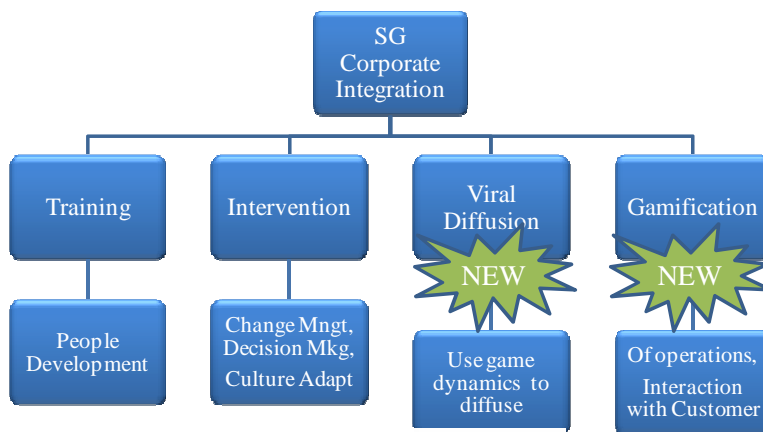 SG
Corporate
Integration
Training
Intervention
Viral
Diffusion
Gamification
NEW
NEW
People
Development
Change Mngt,
Decision Mkg,
Culture Adapt
Use game
dynamics to
diffuse
Of operations,
Interaction
with Customer